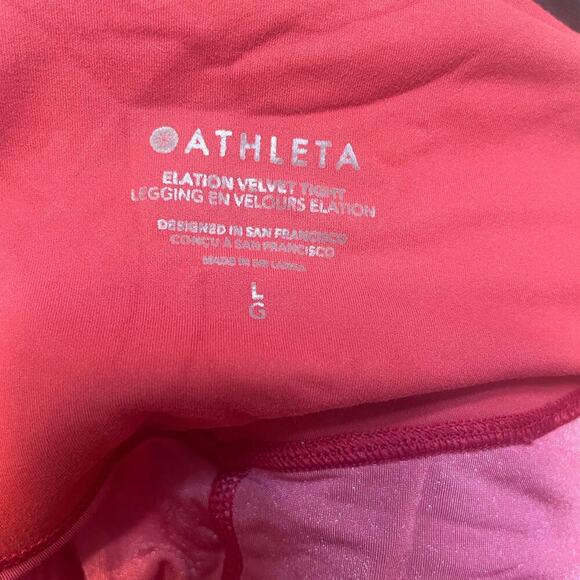 ATHLETA
ELATION VELVET TIGHT
LEGGING EN VELOURS ELATION
DESIGNED IN SAN FRANCISCO
CONÇU À SAN FRANCISCO
MADE IN SRI LANKA
L
G